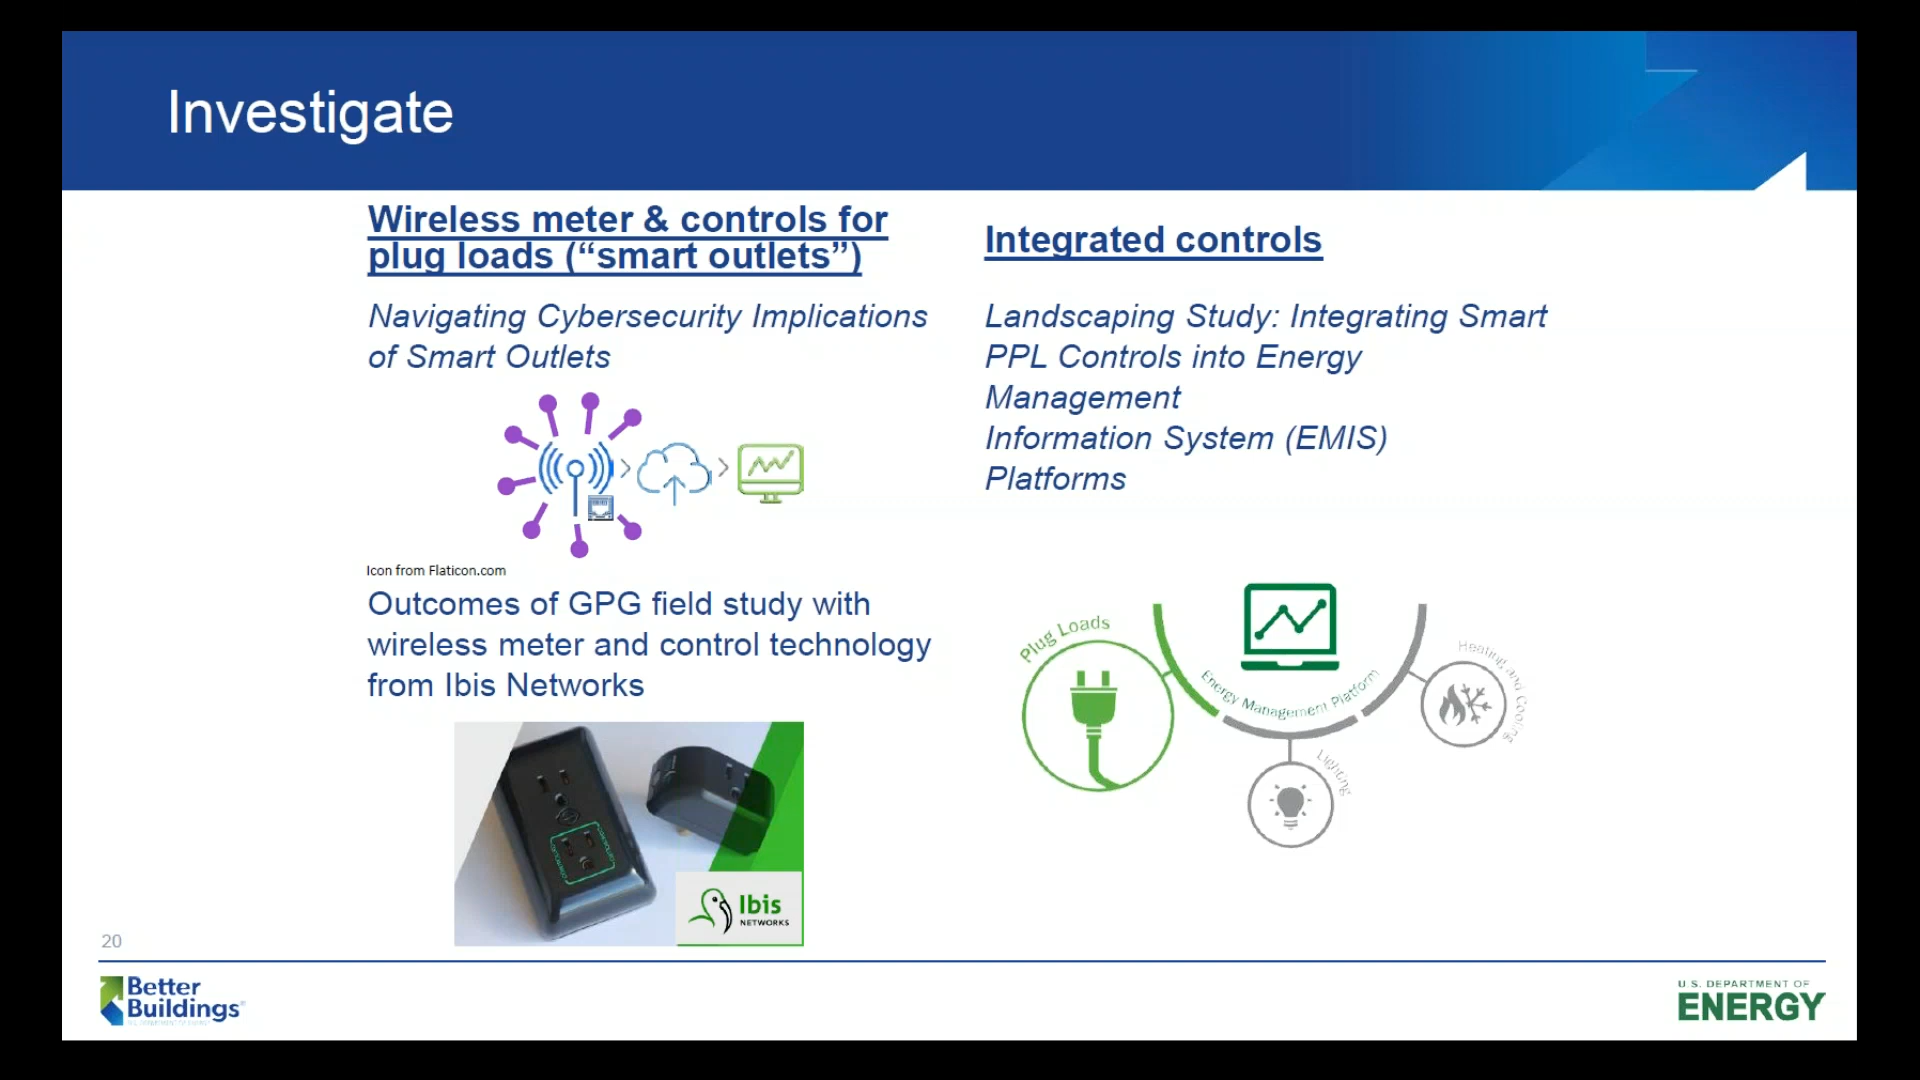 Investigate
Wireless meter & controls for
plug loads (“smart outlets”)
Navigating Cybersecurity Implications
of Smart Outlets
Icon from Flaticon.com
Outcomes of GPG field study with
wireless meter and control technology
from Ibis Networks
Ibis
NETWORKS
Integrated controls
Landscaping Study: Integrating Smart
PPL Controls into Energy
Management
Information System (EMIS)
Platforms
Plug Loads
Energy Management Platform
Heating and Cooling
Lighting
20
Better
Buildings®
U.S. DEPARTMENT OF
ENERGY